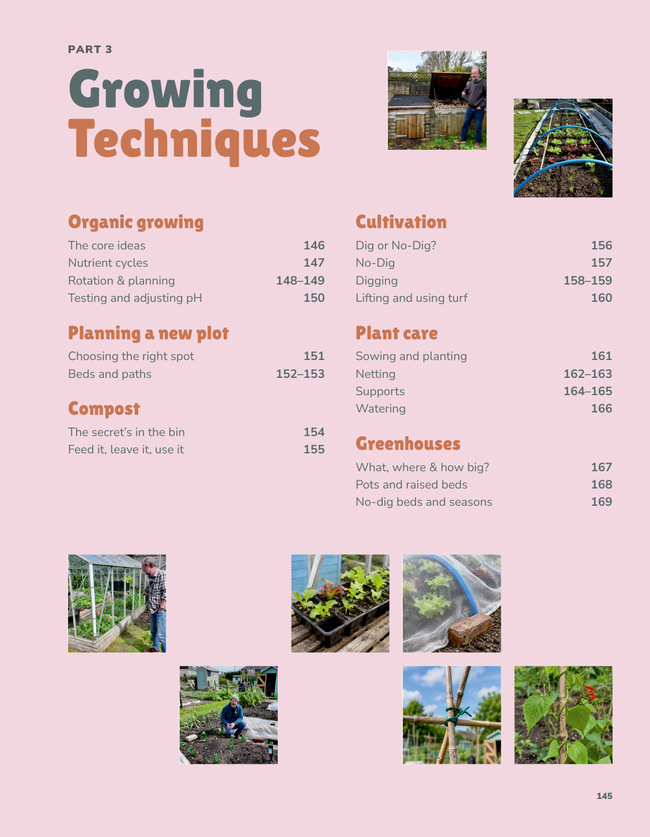 PART 3
Growing
Techniques
Organic growing
The core ideas 146
Nutrient cycles 147
Rotation & planning 148–149
Testing and adjusting pH 150
Planning a new plot
Choosing the right spot 151
Beds and paths 152–153
Compost
The secret’s in the bin 154
Feed it, leave it, use it 155
Cultivation
Dig or No-Dig? 156
No-Dig 157
Digging 158–159
Lifting and using turf 160
Plant care
Sowing and planting 161
Netting 162–163
Supports 164–165
Watering 166
Greenhouses
What, where & how big? 167
Pots and raised beds 168
No-dig beds and seasons 169
145